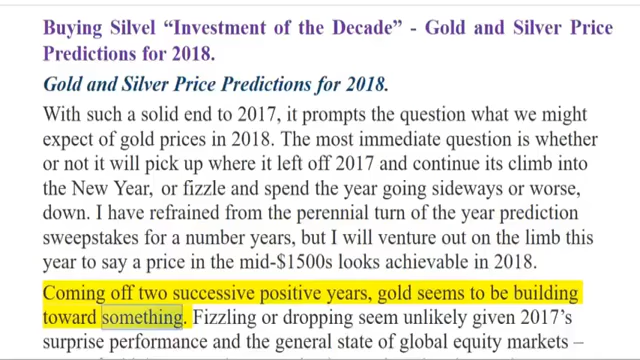 Buying Silvel “Investment of the Decade” - Gold and Silver Price
Predictions for 2018.
Gold and Silver Price Predictions for 2018.
With such a solid end to 2017, it prompts the question what we might
expect of gold prices in 2018. The most immediate question is whether
or not it will pick up where it left off 2017 and continue its climb into
the New Year, or fizzle and spend the year going sideways or worse,
down. I have refrained from the perennial turn of the year prediction
sweepstakes for a number years, but I will venture out on the limb this
year to say a price in the mid-$1500s looks achievable in 2018.
Coming off two successive positive years, gold seems to be building
toward something. Fizzling or dropping seem unlikely given 2017’s
surprise performance and the general state of global equity markets –